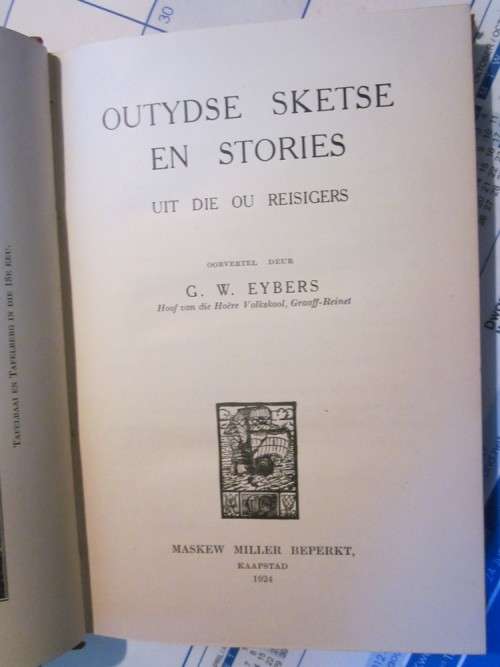 OUTYDSE SKETSE
EN STORIES
UIT DIE OU REISIGERS
OORVERTEL DEUR
G. W. EYBERS
Hoof van die Hoëre Volkskool, Graaff-Reinet
MASKEW MILLER BEPERKT,
KAAPSTAD
1924
TAFELBAAI EN TAFELBERG IN DIE 18E EEU.
30